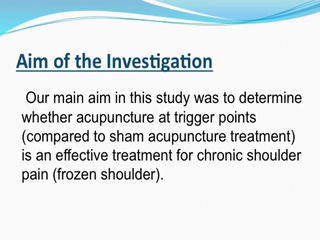 Aim of the Investigation
Our main aim in this study was to determine
whether acupuncture at trigger points
(compared to sham acupuncture treatment)
is an effective treatment for chronic shoulder
pain (frozen shoulder).